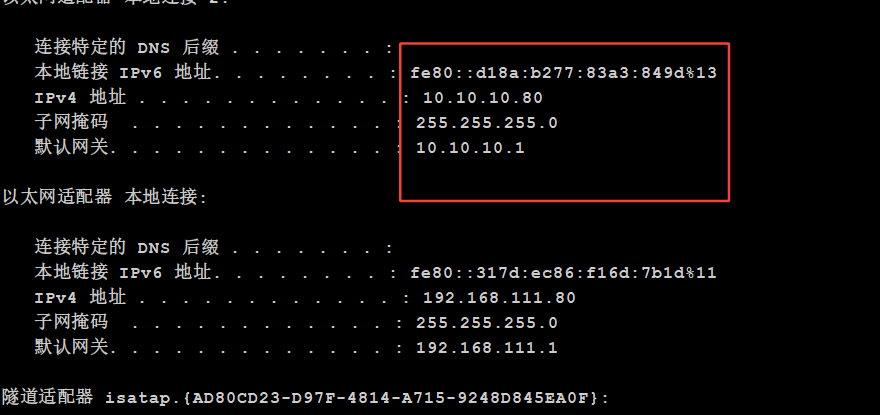 以太网适配器 本地连接 2:
连接特定的 DNS 后缀 . . . . . . . :
本地链接 IPv6 地址. . . . . . . . : fe80::d18a:b277:83a3:849d%13
IPv4 地址 . . . . . . . . . . . . : 10.10.10.80
子网掩码 . . . . . . . . . . . . : 255.255.255.0
默认网关. . . . . . . . . . . . . : 10.10.10.1
以太网适配器 本地连接:
连接特定的 DNS 后缀 . . . . . . . :
本地链接 IPv6 地址. . . . . . . . : fe80::317d:ec86:f16d:7b1d%11
IPv4 地址 . . . . . . . . . . . . : 192.168.111.80
子网掩码 . . . . . . . . . . . . : 255.255.255.0
默认网关. . . . . . . . . . . . . : 192.168.111.1
隧道适配器 isatap.{AD80CD23-D97F-4814-A715-9248D845EA0F}: